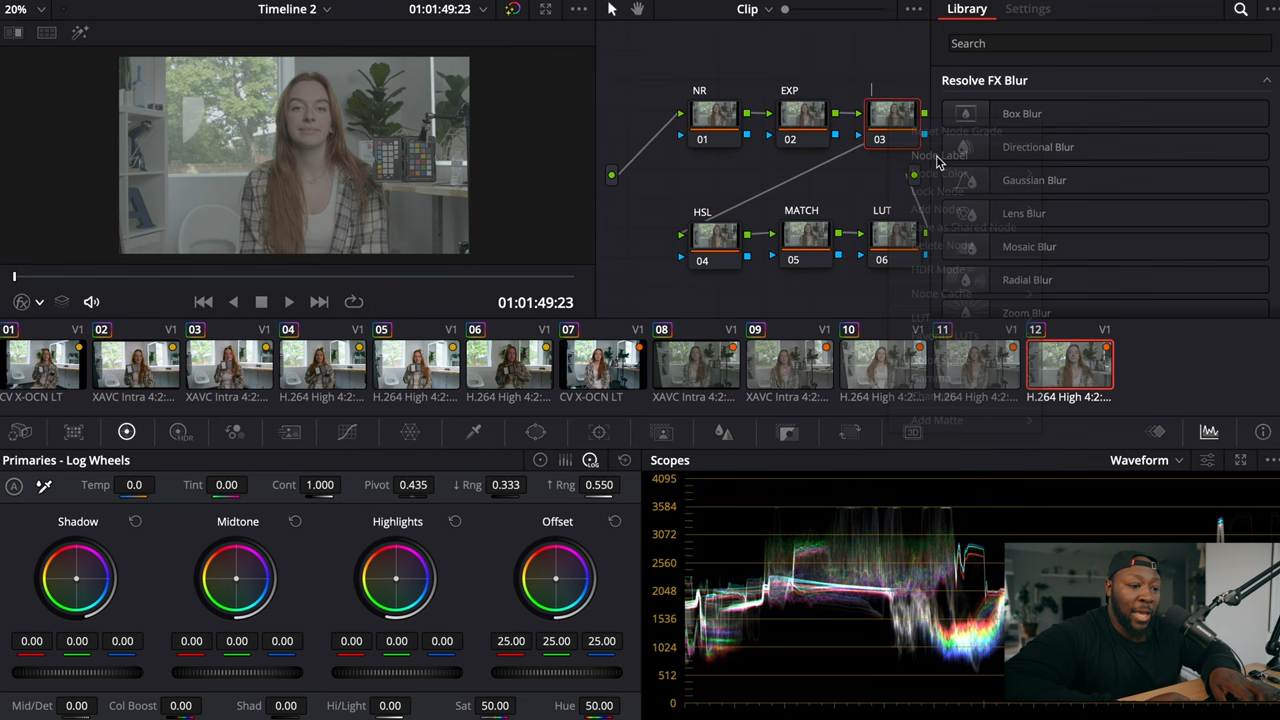 20%
Timeline 2
01:01:49:23
Clip
Library
Settings
Search
Resolve FX Blur
Box Blur
Directional Blur
Gaussian Blur
Lens Blur
Mosaic Blur
Radial Blur
Zoom Blur
NR
EXP
01
02
03
HSL
MATCH
LUT
04
05
06
Reset Node Grade
Node Label
Node Color
Lock Node
Add Node
Save as Shared Node
Delete Node
HDR Mode
Node Cache
LUT
Gamma
Add Matte
01:01:49:23
01 V1
02 V1
03 V1
04 V1
05 V1
06 V1
07 V1
08 V1
09 V1
10 V1
11 V1
12 V1
CV X-OCN LT
XAVC Intra 4:2:...
XAVC Intra 4:2:...
H.264 High 4:2:...
XAVC Intra 4:2:...
H.264 High 4:2:...
CV X-OCN LT
XAVC Intra 4:2:...
XAVC Intra 4:2:...
H.264 High 4:2:...
H.264 High 4:2:...
H.264 High 4:2:...
Primaries - Log Wheels
LOG
Temp 0.0
Tint 0.00
Cont 1.000
Pivot 0.435
↓ Rng 0.333
↑ Rng 0.550
Shadow
Midtone
Highlights
Offset
0.00 0.00 0.00
0.00 0.00 0.00
0.00 0.00 0.00
25.00 25.00 25.00
Mid/Det 0.00
Col Boost 0.00
Shad 0.00
Hi/Light 0.00
Sat 50.00
Hue 50.00
Scopes
Waveform
4095
3584
3072
2560
2048
1536
1024
512
0